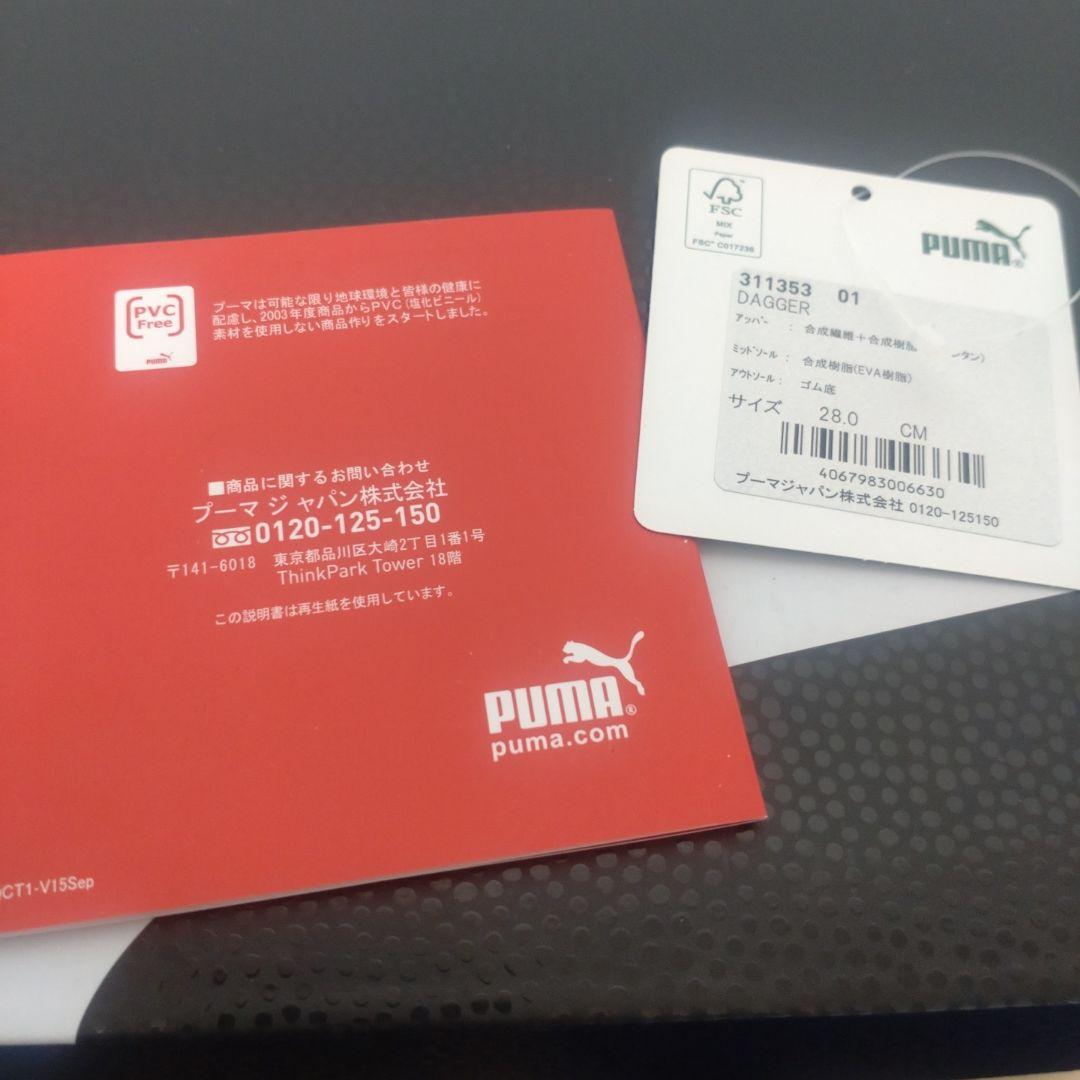 PVC
Free
PUMA
プーマは可能な限り地球環境と皆様の健康に
配慮し、2003年度商品からPVC（塩化ビニール）
素材を使用しない商品作りをスタートしました。
■商品に関するお問い合わせ
プーマ ジャパン株式会社
0120-125-150
〒141-6018 東京都品川区大崎2丁目1番1号
ThinkPark Tower 18階
この説明書は再生紙を使用しています。
PUMA®
puma.com
CT1-V15Sep
FSC
MIX
Paper
FSC™ C017236
PUMA®
311353 01
DAGGER
アッパー : 合成繊維＋合成樹脂 ンタン)
ミッドソール : 合成樹脂(EVA樹脂)
アウトソール : ゴム底
サイズ 28.0 CM
4067983006630
プーマジャパン株式会社 0120-125150